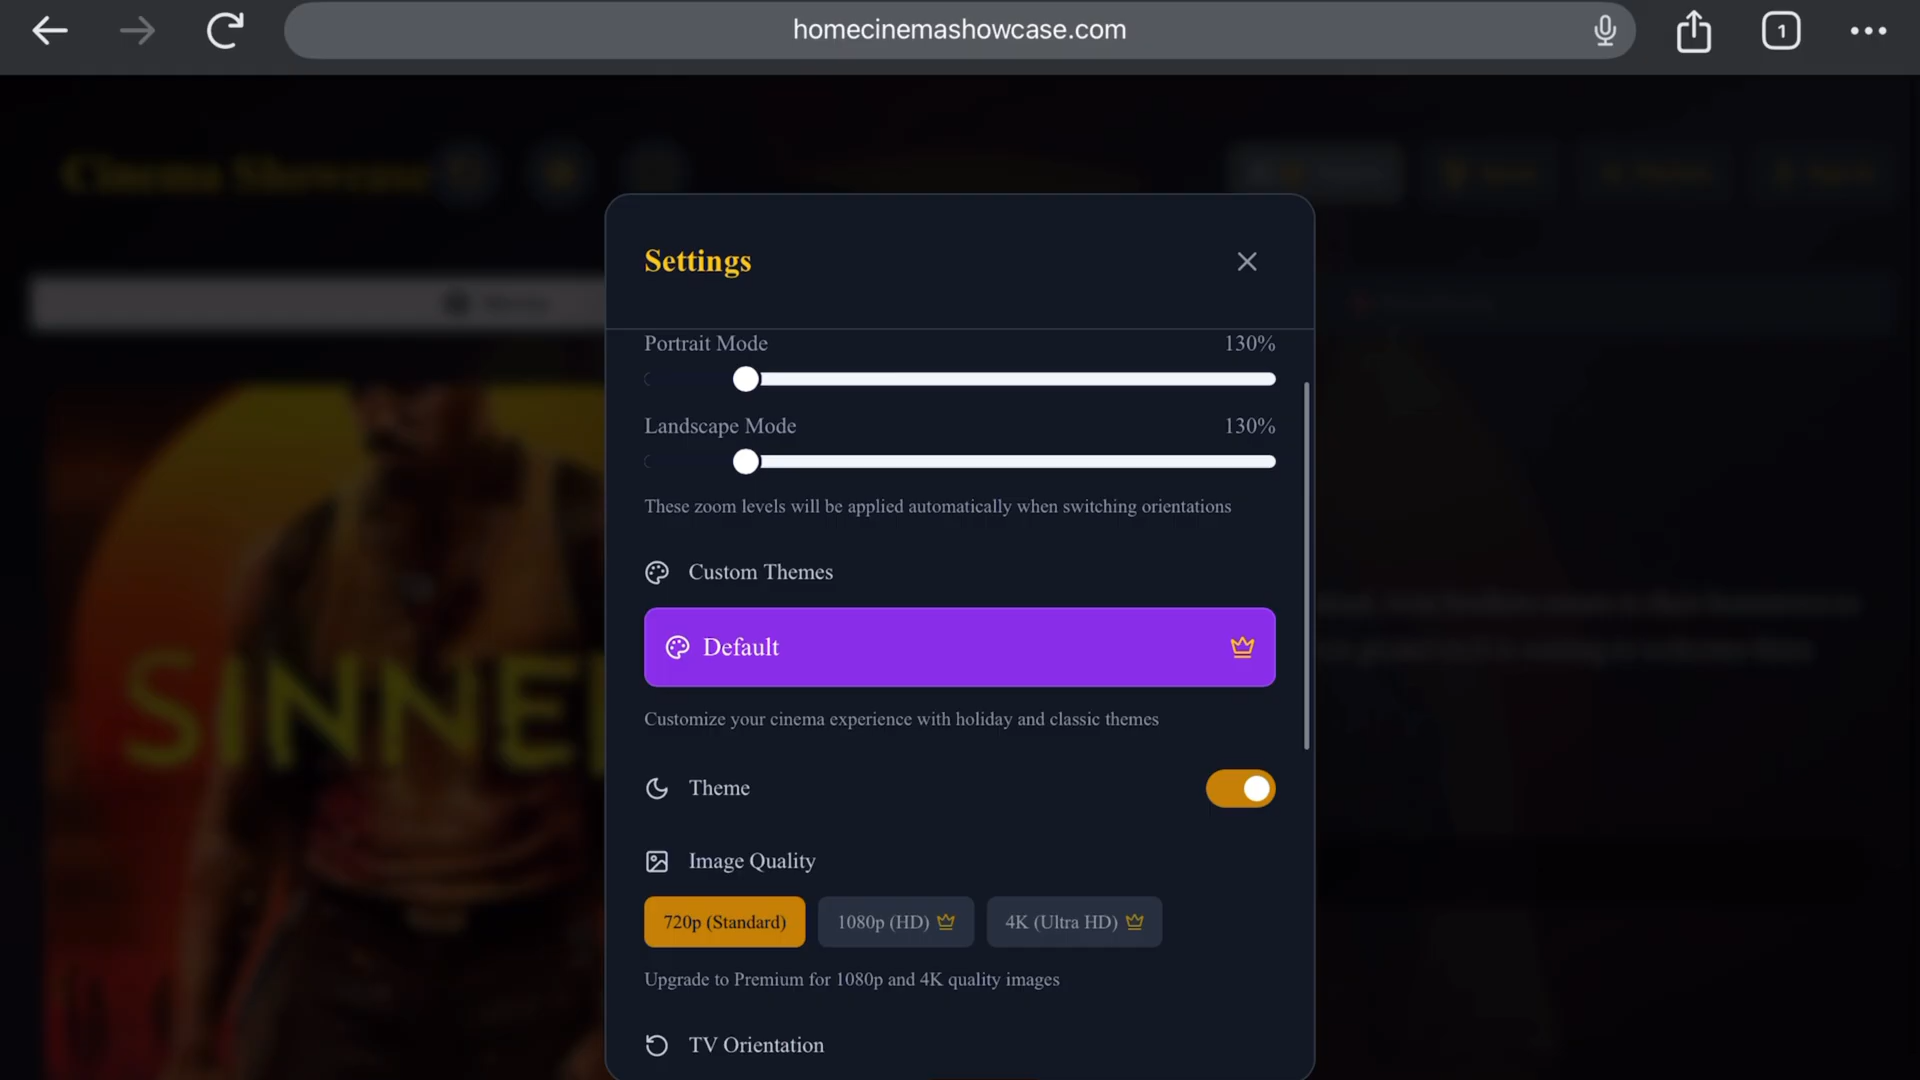 homecinemashowcase.com
1
Cinema Showcase
Settings
Portrait Mode
130%
Landscape Mode
130%
These zoom levels will be applied automatically when switching orientations
Custom Themes
Default
Customize your cinema experience with holiday and classic themes
Theme
Image Quality
720p (Standard)
1080p (HD)
4K (Ultra HD)
Upgrade to Premium for 1080p and 4K quality images
TV Orientation
SINNE